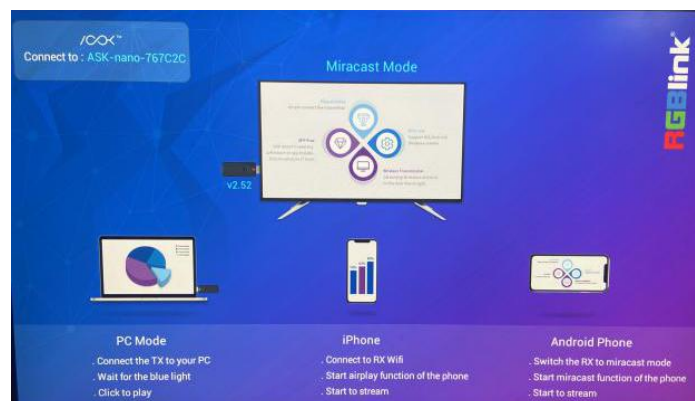 ASK™
Connect to : ASK-nano-767C2C
Miracast Mode
RGBlink
v2.52
PC Mode
. Connect the TX to your PC
. Wait for the blue light
. Click to play
iPhone
. Connect to RX Wifi
. Start airplay function of the phone
. Start to stream
Android Phone
. Switch the RX to miracast mode
. Start miracast function of the phone
. Start to stream